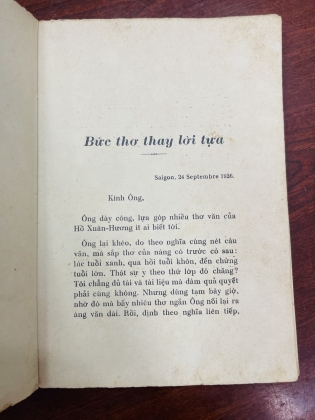 Bức thơ thay lời tựa
Saigon, 24 Septembre 1926.
Kính Ông,
Ông dày công, lựa góp nhiều thơ văn của
Hồ Xuân-Hương ít ai biết tới.
Ông lại khéo, do theo nghĩa cùng nét câu
văn, mà sắp thơ của nàng có trước có sau:
lúc tuổi xanh, qua hồi tuổi khôn, đến chừng
tuổi lớn. Thật sự y theo thứ lớp đó chăng?
Tôi chẳng đủ tài và tài liệu mà dám quả quyết
phải cùng không. Nhưng dùng tạm bây giờ,
nhờ đó mà bấy nhiêu thơ ngắn Ông nối lại ra
áng văn dài. Rồi, định theo nghĩa liên tiếp,